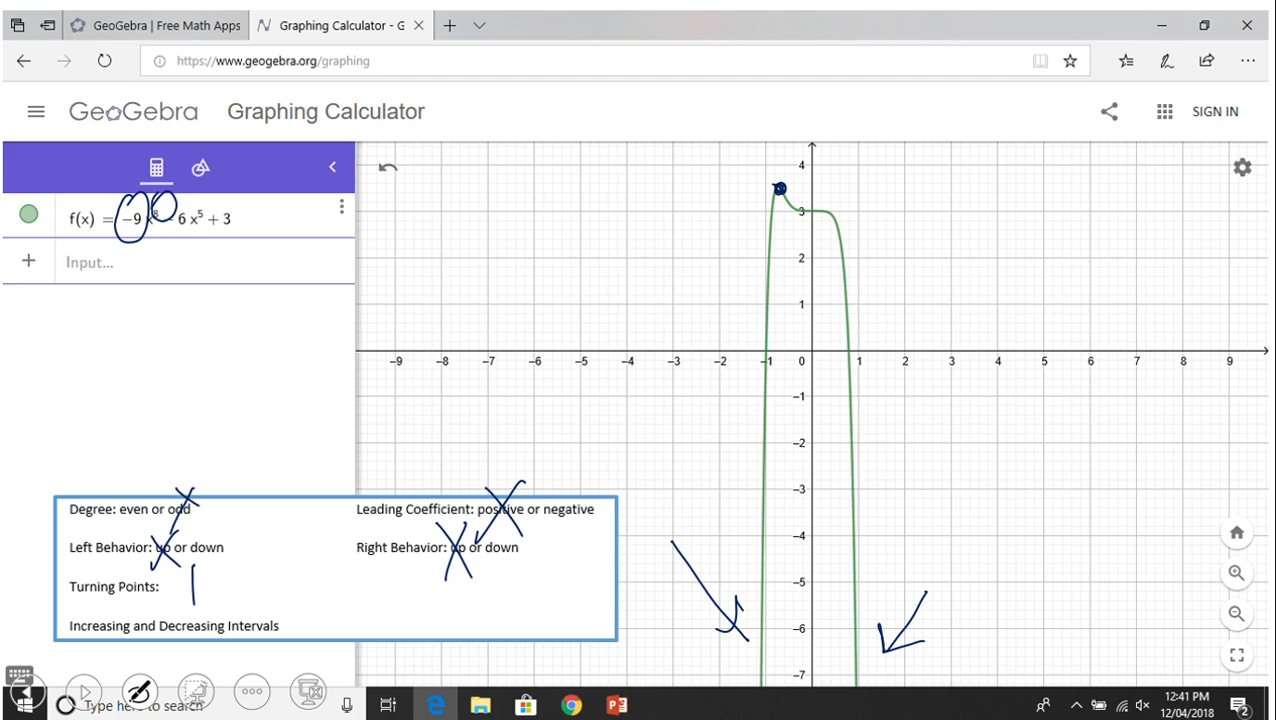 GeoGebra | Free Math Apps
Graphing Calculator - G
https://www.geogebra.org/graphing
GeoGebra
Graphing Calculator
SIGN IN
f(x) = −9 x⁸ − 6 x⁵ + 3
Input...
4
3
2
1
−9 −8 −7 −6 −5 −4 −3 −2 −1 0 1 2 3 4 5 6 7 8 9
−1
−2
−3
−4
−5
−6
−7
Degree: even or odd
Leading Coefficient: positive or negative
Left Behavior: up or down
Right Behavior: up or down
Turning Points: 1
Increasing and Decreasing Intervals
Type here to search
12:41 PM
12/04/2018
2